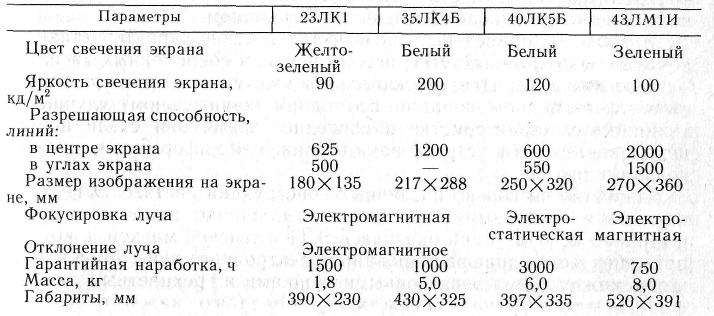 Параметры 23ЛК1 35ЛК4Б 40ЛК5Б 43ЛМ1И
Цвет свечения экрана Желто- Белый Белый Зеленый
зеленый
Яркость свечения экрана, 90 200 120 100
кд/м²
Разрешающая способность,
линий:
в центре экрана 625 1200 600 2000
в углах экрана 500 — 550 1500
Размер изображения на экра- 180×135 217×288 250×320 270×360
не, мм
Фокусировка луча Электромагнитная Электро- Электро-
статическая магнитная
Отклонение луча Электромагнитное
Гарантийная наработка, ч 1500 1000 3000 750
Масса, кг 1,8 5,0 6,0 8,0
Габариты, мм 390×230 430×325 397×335 520×391